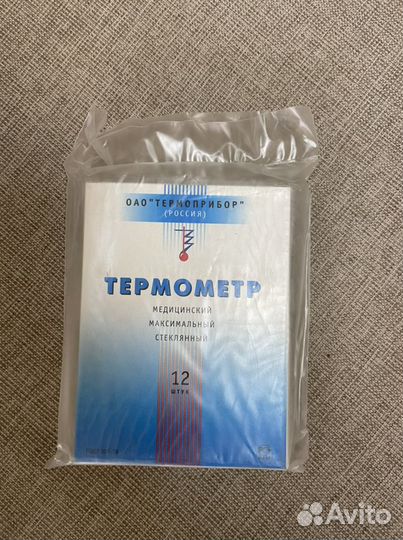 ОАО "ТЕРМОПРИБОР"
(РОССИЯ)
ТЕРМОМЕТР
МЕДИЦИНСКИЙ
МАКСИМАЛЬНЫЙ
СТЕКЛЯННЫЙ
12
ШТУК
Avito